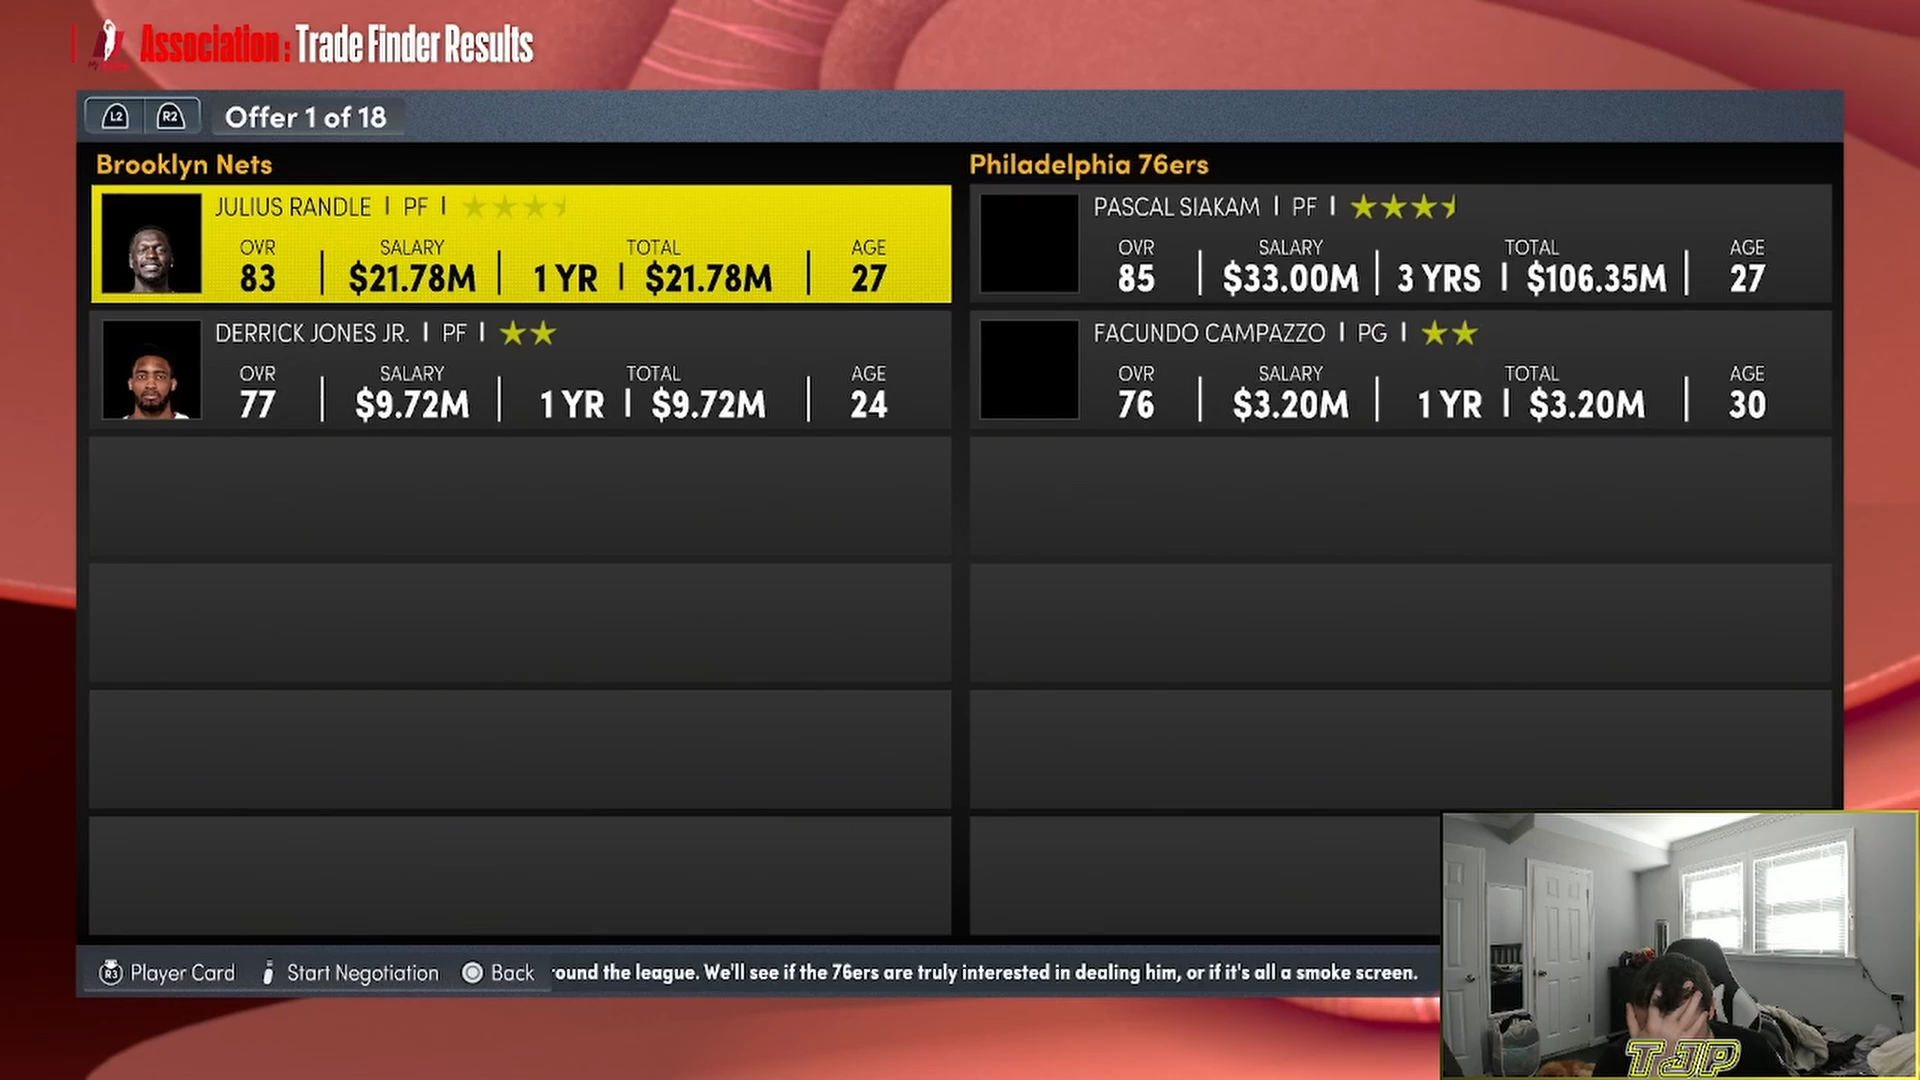 Association : Trade Finder Results
L2 R2 Offer 1 of 18
Brooklyn Nets
JULIUS RANDLE | PF |
OVR SALARY TOTAL AGE
83 | $21.78M | 1 YR | $21.78M | 27
DERRICK JONES JR. | PF |
OVR SALARY TOTAL AGE
77 | $9.72M | 1 YR | $9.72M | 24
Philadelphia 76ers
PASCAL SIAKAM | PF |
OVR SALARY TOTAL AGE
85 | $33.00M | 3 YRS | $106.35M | 27
FACUNDO CAMPAZZO | PG |
OVR SALARY TOTAL AGE
76 | $3.20M | 1 YR | $3.20M | 30
R3 Player Card Start Negotiation Back round the league. We'll see if the 76ers are truly interested in dealing him, or if it's all a smoke screen.
TJP